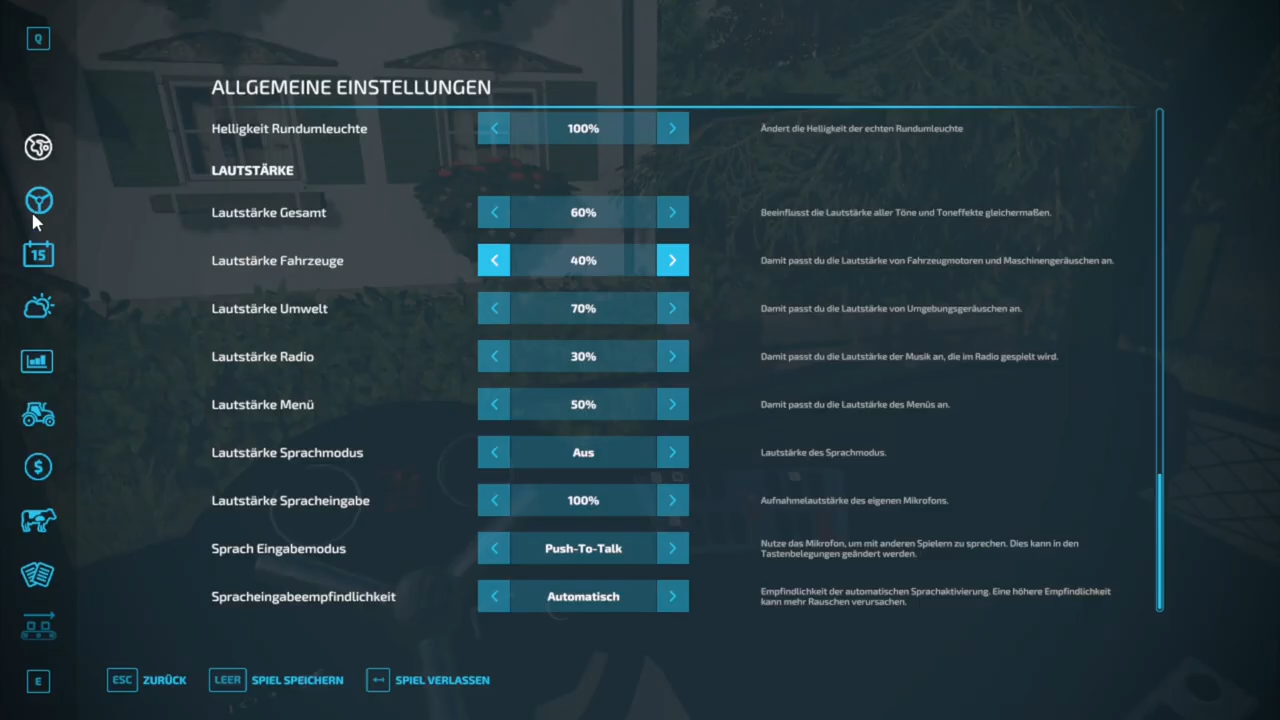 Q
ALLGEMEINE EINSTELLUNGEN
Helligkeit Rundumleuchte 100% Ändert die Helligkeit der echten Rundumleuchte
LAUTSTÄRKE
Lautstärke Gesamt 60% Beeinflusst die Lautstärke aller Töne und Toneffekte gleichermaßen.
15
Lautstärke Fahrzeuge 40% Damit passt du die Lautstärke von Fahrzeugmotoren und Maschinengeräuschen an.
Lautstärke Umwelt 70% Damit passt du die Lautstärke von Umgebungsgeräuschen an.
Lautstärke Radio 30% Damit passt du die Lautstärke der Musik an, die im Radio gespielt wird.
Lautstärke Menü 50% Damit passt du die Lautstärke des Menüs an.
Lautstärke Sprachmodus Aus Lautstärke des Sprachmodus.
$
Lautstärke Spracheingabe 100% Aufnahmelautstärke des eigenen Mikrofons.
Sprach Eingabemodus Push-To-Talk Nutze das Mikrofon, um mit anderen Spielern zu sprechen. Dies kann in den
Tastenbelegungen geändert werden.
Spracheingabeempfindlichkeit Automatisch Empfindlichkeit der automatischen Sprachaktivierung. Eine höhere Empfindlichkeit
kann mehr Rauschen verursachen.
E
ESC ZURÜCK LEER SPIEL SPEICHERN SPIEL VERLASSEN